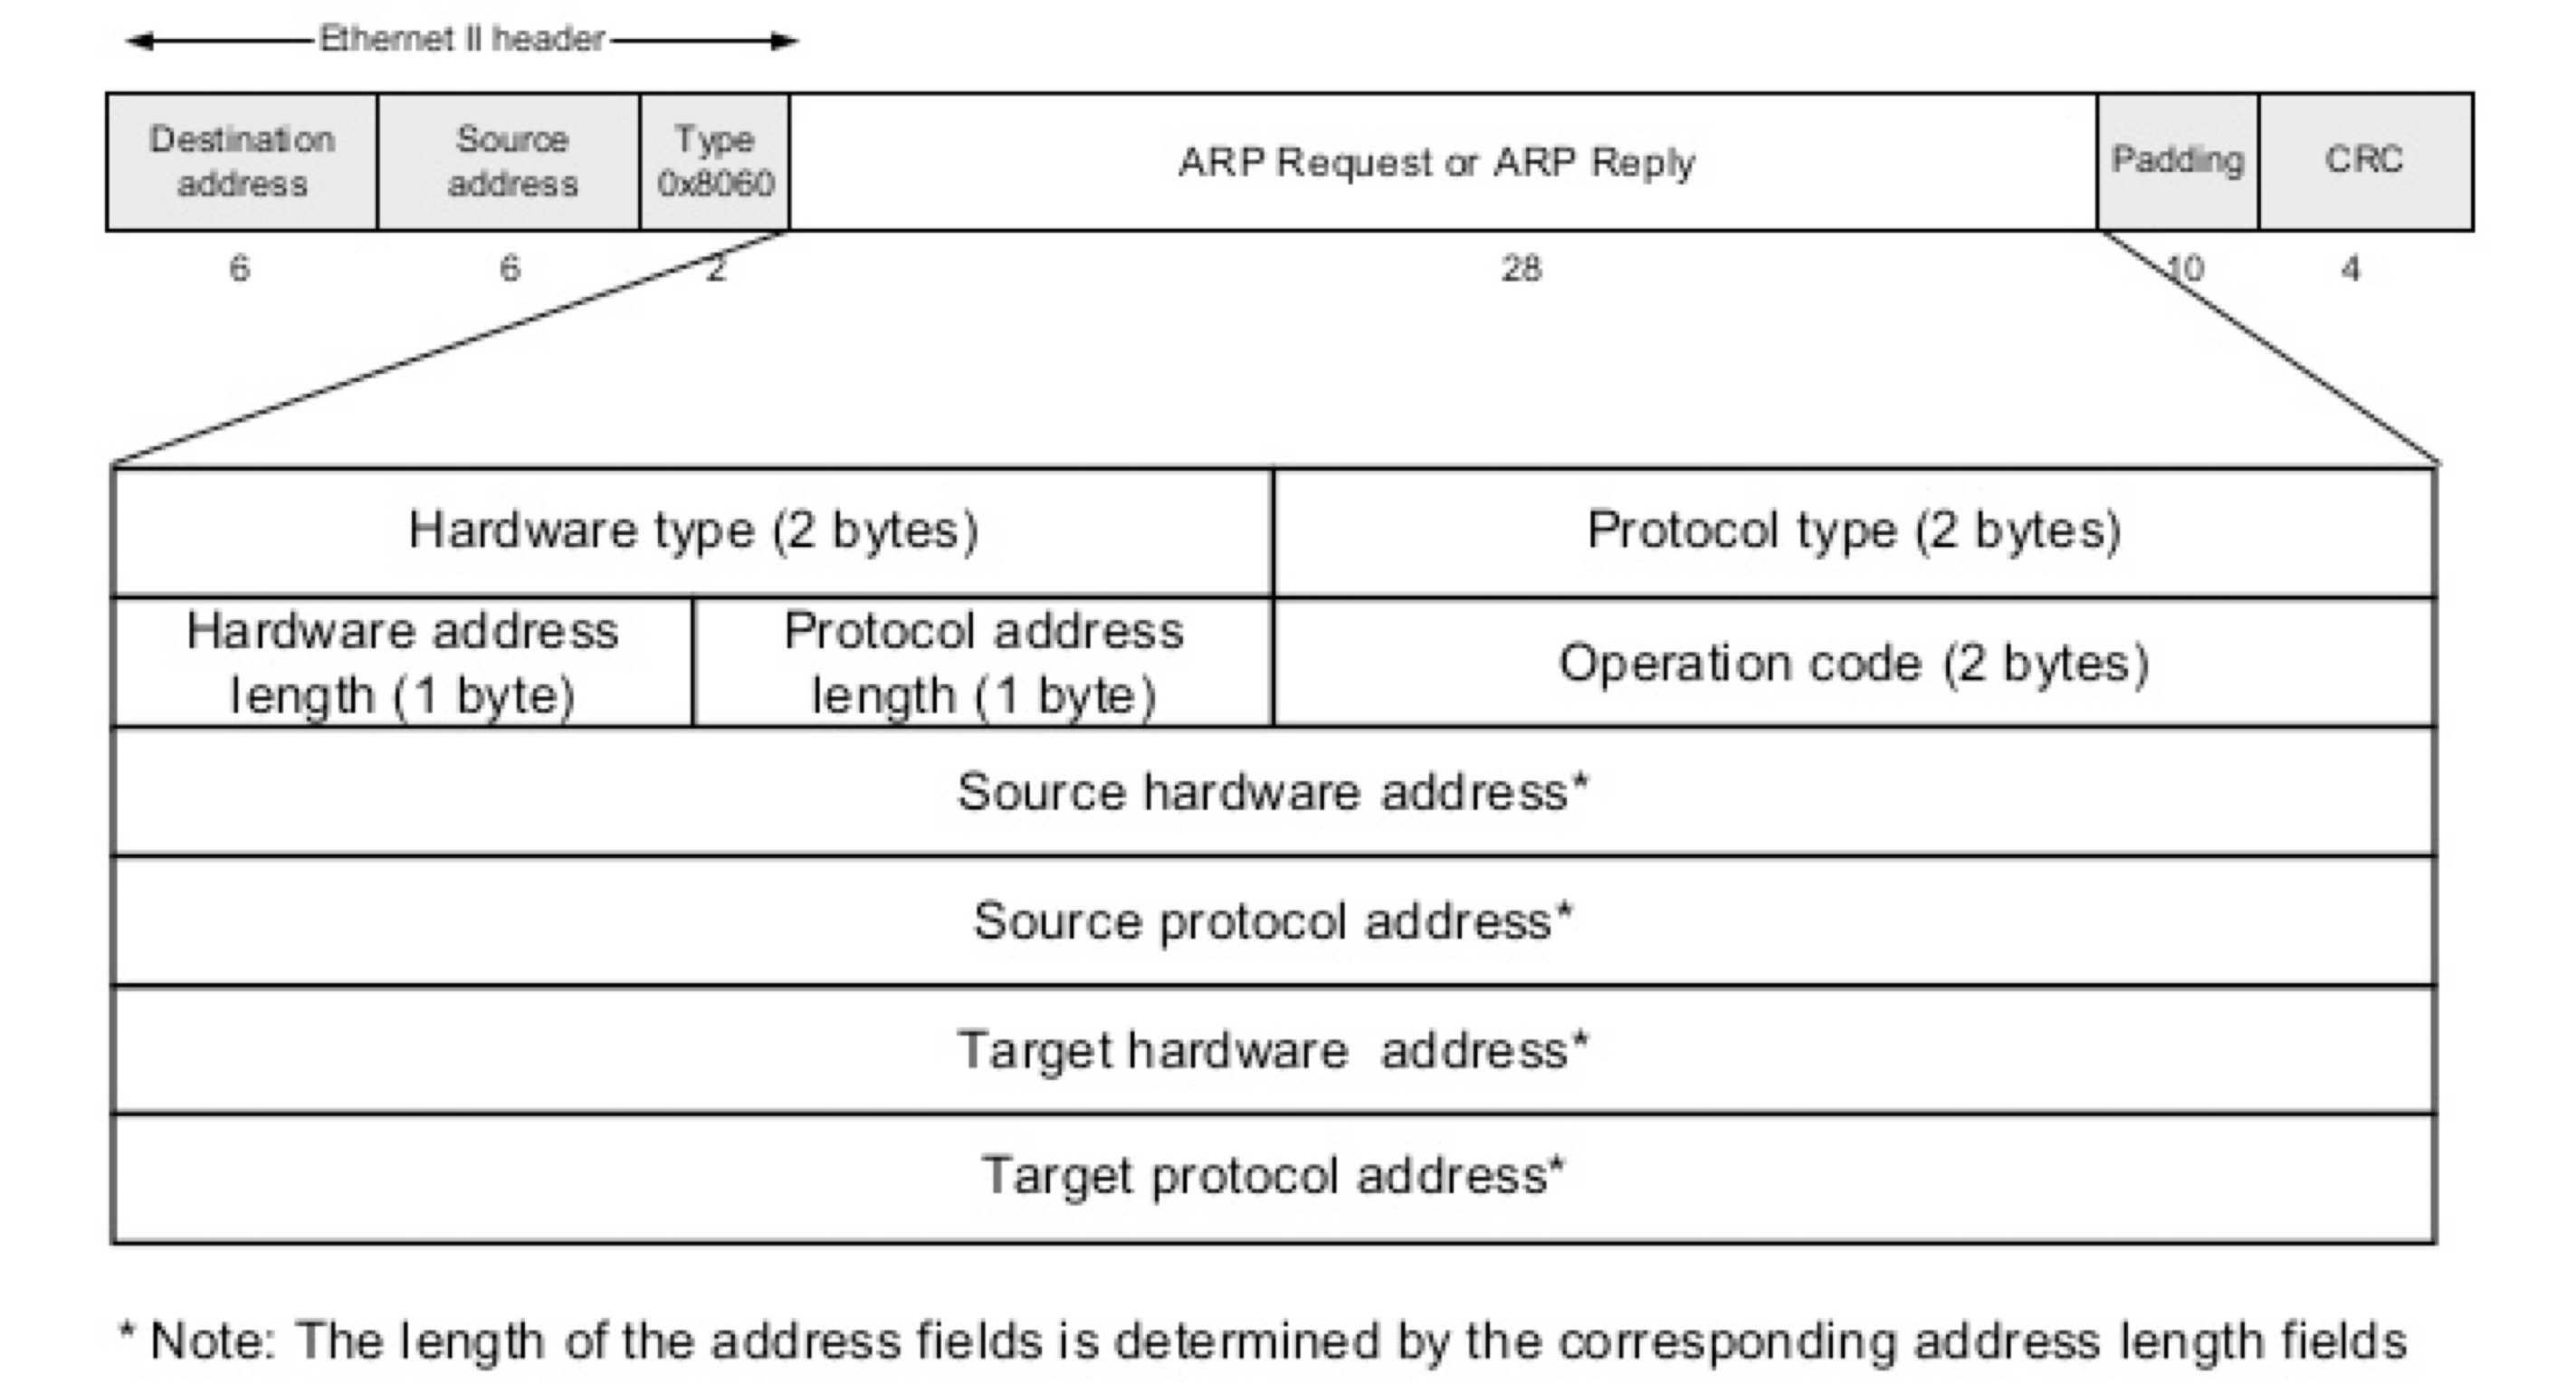 Ethernet II header
Destination
address
Source
address
Type
0x8060
ARP Request or ARP Reply
Padding
CRC
6
6
2
28
10
4
Hardware type (2 bytes)
Protocol type (2 bytes)
Hardware address
length (1 byte)
Protocol address
length (1 byte)
Operation code (2 bytes)
Source hardware address*
Source protocol address*
Target hardware address*
Target protocol address*
* Note: The length of the address fields is determined by the corresponding address length fields